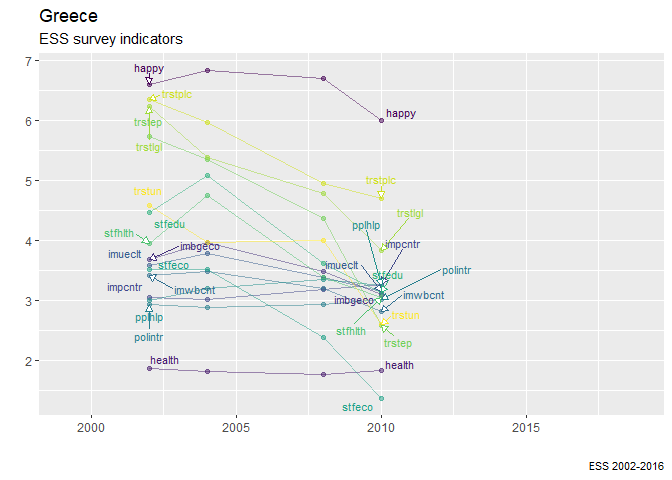 Greece
ESS survey indicators
7
6
5
4
3
2
happy
trstplc
trstep
trstlgl
trstun
stfedu
stfhlth
imbgeco
imueclt
stfeco
impcntr
imwbcnt
pplhlp
polintr
health
happy
trstplc
trstlgl
pplhlp
impcntr
imueclt
stfedu
polintr
imwbcnt
imbgeco
trstun
stfhlth
trstep
health
stfeco
2000
2005
2010
2015
ESS 2002-2016